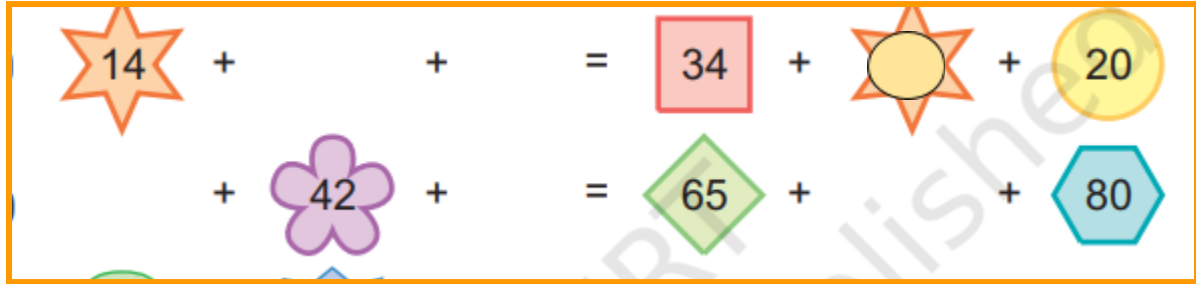 14 + + = 34 + + 20
+ 42 + = 65 + + 80